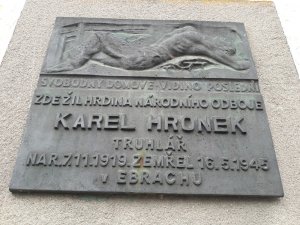 SVOBODNÝ DOMOVE VIDINO POSLEDNÍ
ZDE ŽIL HRDINA NÁRODNÍHO ODBOJE
KAREL HRONEK
TRUHLÁŘ
NAR. 7.11.1919. ZEMŘEL 16.5.1945
V EBRACHU